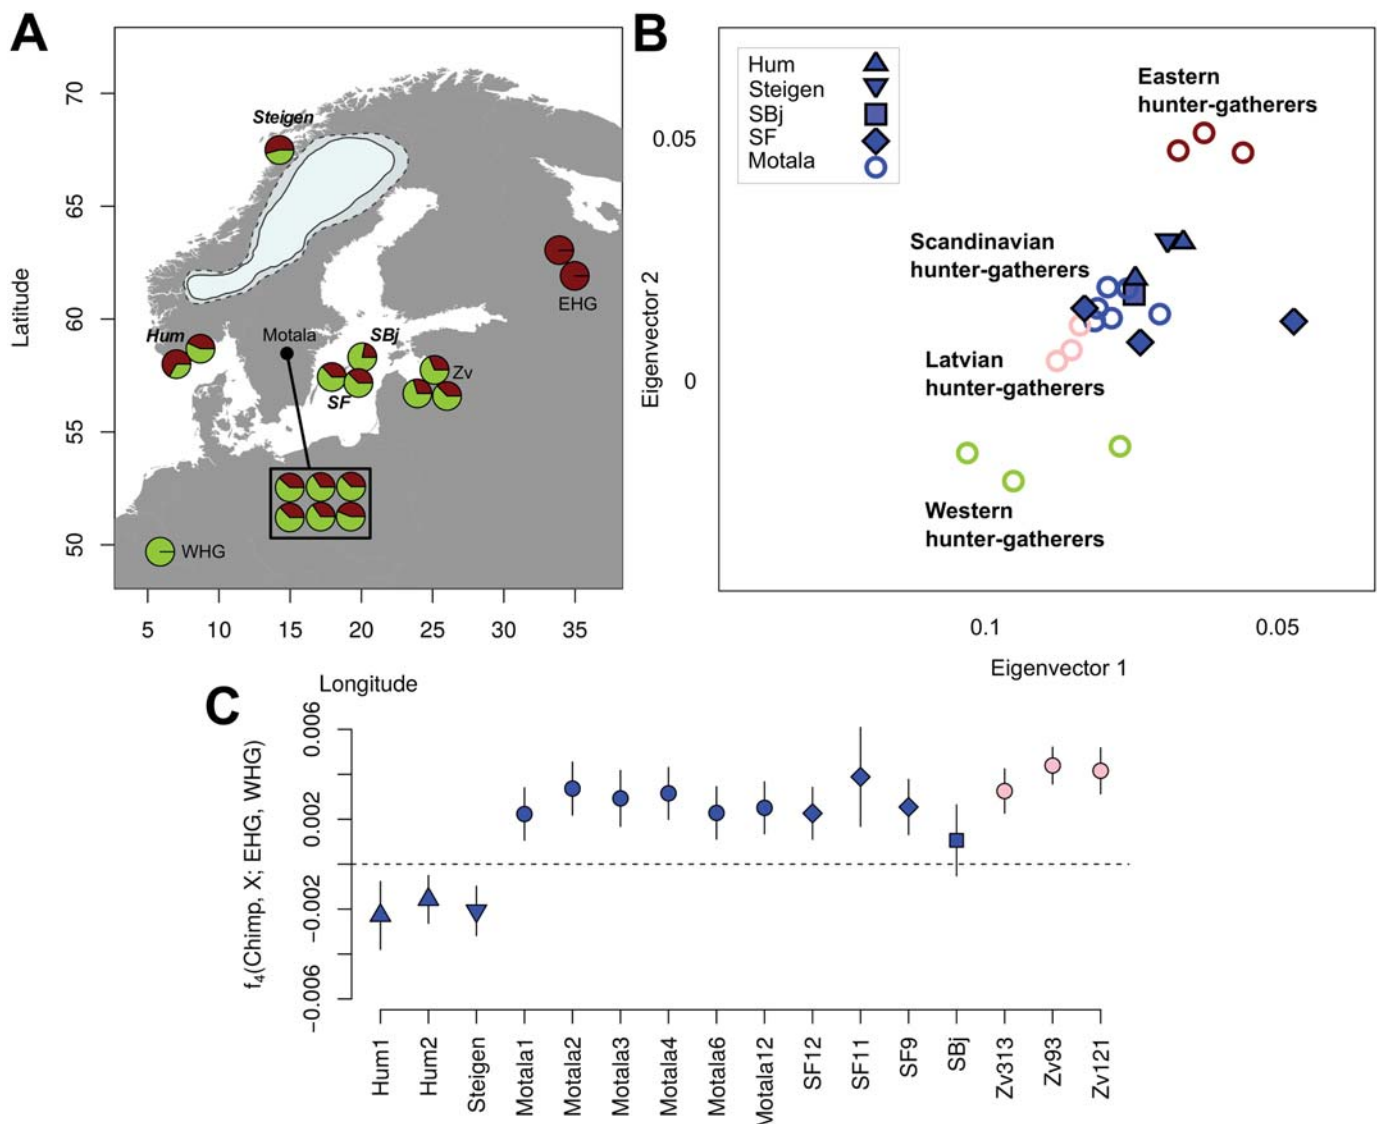 A
70
65
60
55
50
Latitude
Steigen
EHG
Hum
Motala
SBj
Zv
SF
WHG
5 10 15 20 25 30 35
Longitude
B
0.05
0
Eigenvector 2
Hum
Steigen
SBj
SF
Motala
Eastern
hunter-gatherers
Scandinavian
hunter-gatherers
Latvian
hunter-gatherers
Western
hunter-gatherers
0.1 0.05
Eigenvector 1
C
f4(Chimp, X; EHG, WHG)
0.006
0.002
−0.002
−0.006
Hum1
Hum2
Steigen
Motala1
Motala2
Motala3
Motala4
Motala6
Motala12
SF12
SF11
SF9
SBj
Zv313
Zv93
Zv121